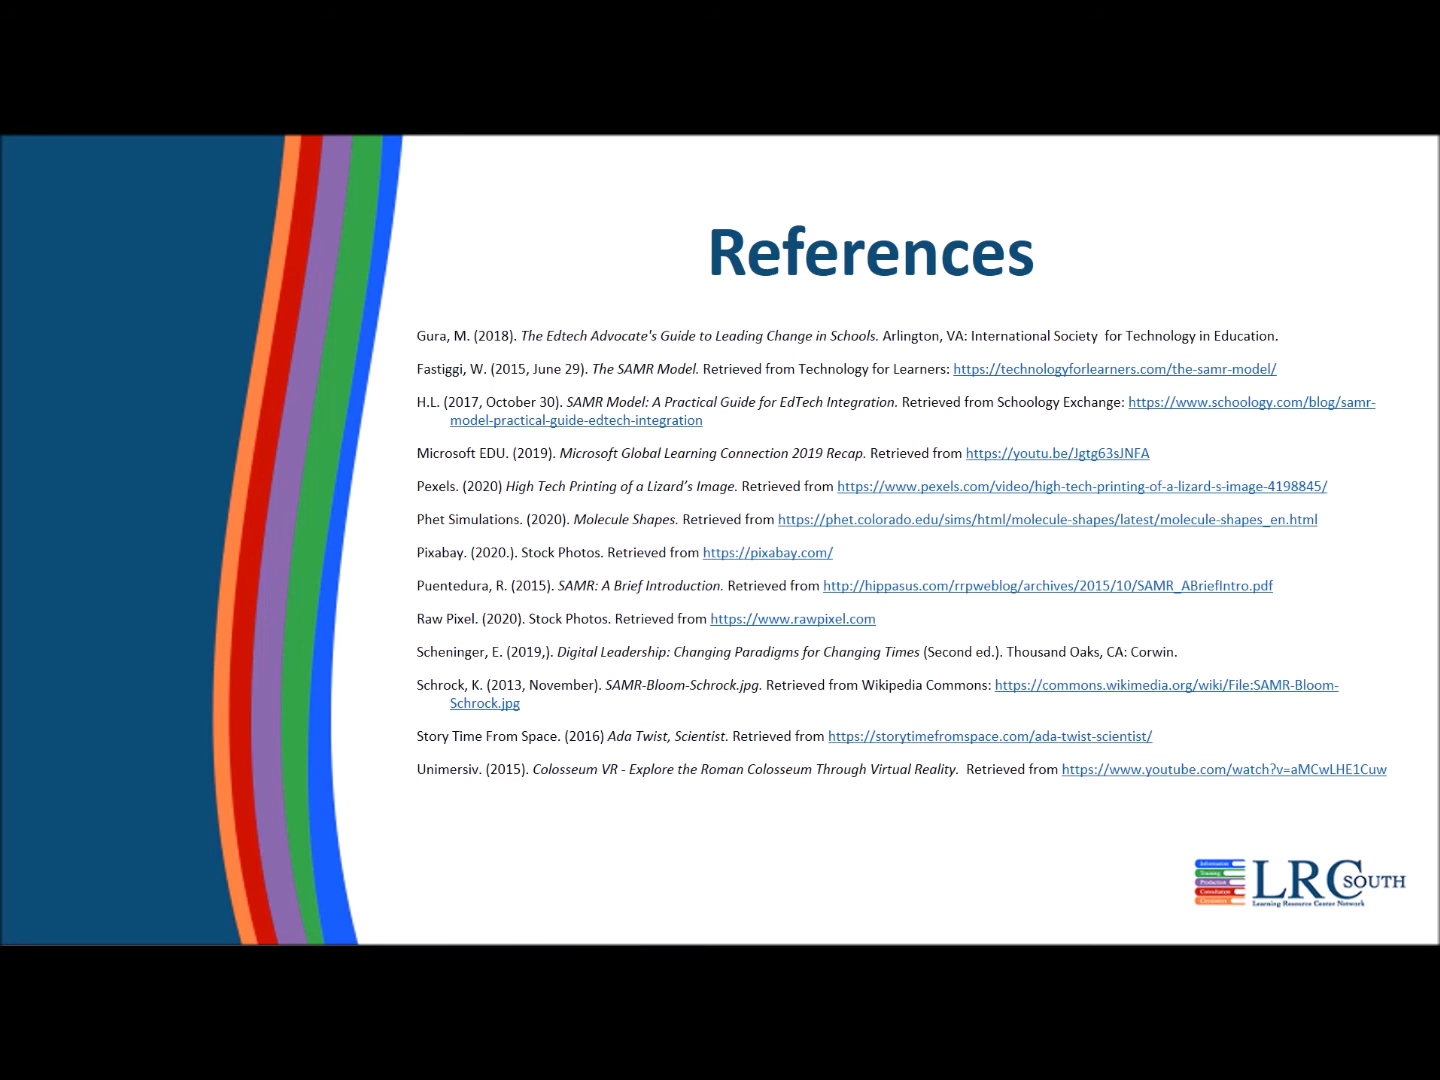 References
Gura, M. (2018). The Edtech Advocate's Guide to Leading Change in Schools. Arlington, VA: International Society  for Technology in Education.
Fastiggi, W. (2015, June 29). The SAMR Model. Retrieved from Technology for Learners: https://technologyforlearners.com/the-samr-model/
H.L. (2017, October 30). SAMR Model: A Practical Guide for EdTech Integration. Retrieved from Schoology Exchange: https://www.schoology.com/blog/samr-
model-practical-guide-edtech-integration
Microsoft EDU. (2019). Microsoft Global Learning Connection 2019 Recap. Retrieved from https://youtu.be/Jgtg63sJNFA
Pexels. (2020) High Tech Printing of a Lizard’s Image. Retrieved from https://www.pexels.com/video/high-tech-printing-of-a-lizard-s-image-4198845/
Phet Simulations. (2020). Molecule Shapes. Retrieved from https://phet.colorado.edu/sims/html/molecule-shapes/latest/molecule-shapes_en.html
Pixabay. (2020.). Stock Photos. Retrieved from https://pixabay.com/
Puentedura, R. (2015). SAMR: A Brief Introduction. Retrieved from http://hippasus.com/rrpweblog/archives/2015/10/SAMR_ABriefIntro.pdf
Raw Pixel. (2020). Stock Photos. Retrieved from https://www.rawpixel.com
Scheninger, E. (2019,). Digital Leadership: Changing Paradigms for Changing Times (Second ed.). Thousand Oaks, CA: Corwin.
Schrock, K. (2013, November). SAMR-Bloom-Schrock.jpg. Retrieved from Wikipedia Commons: https://commons.wikimedia.org/wiki/File:SAMR-Bloom-
Schrock.jpg
Story Time From Space. (2016) Ada Twist, Scientist. Retrieved from https://storytimefromspace.com/ada-twist-scientist/
Unimersiv. (2015). Colosseum VR - Explore the Roman Colosseum Through Virtual Reality.  Retrieved from https://www.youtube.com/watch?v=aMCwLHE1Cuw
Information
Training
Production
Consultation
Circulation
LRC SOUTH
Learning Resource Center Network